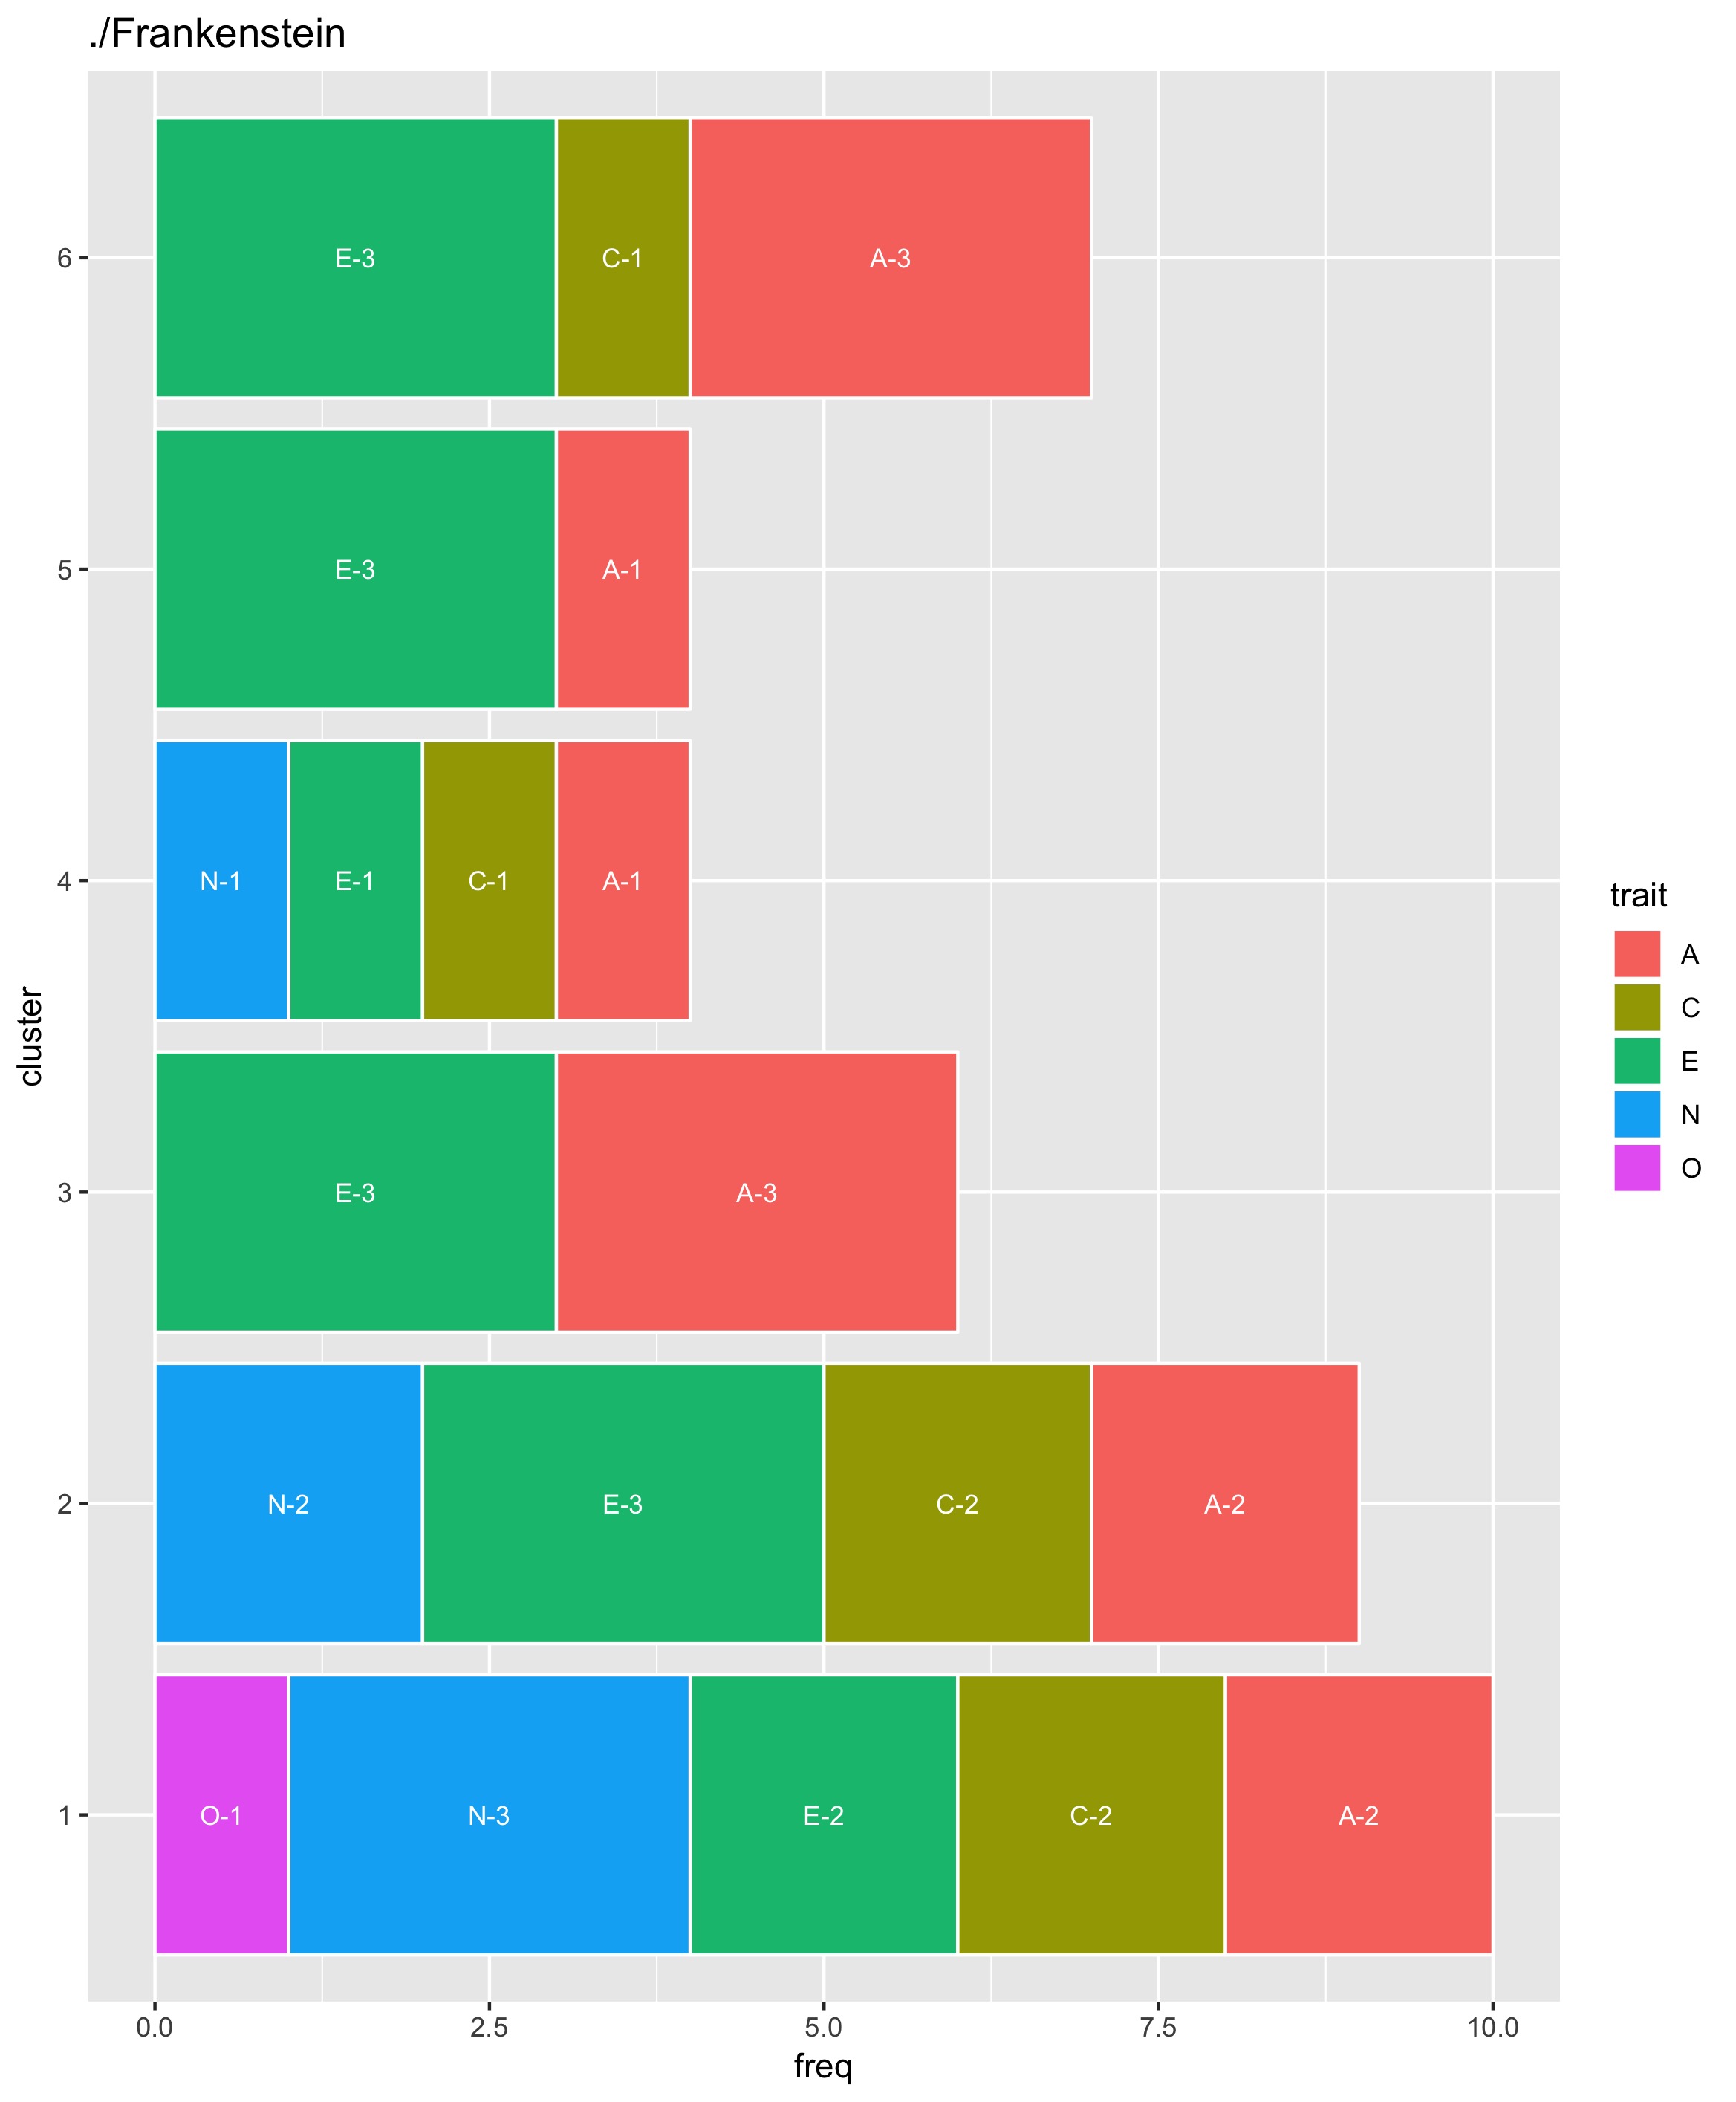 ./Frankenstein
6
E-3 C-1 A-3
5
E-3 A-1
4
N-1 E-1 C-1 A-1
3
E-3 A-3
2
N-2 E-3 C-2 A-2
1
O-1 N-3 E-2 C-2 A-2
cluster
0.0 2.5 5.0 7.5 10.0
freq
trait
A
C
E
N
O